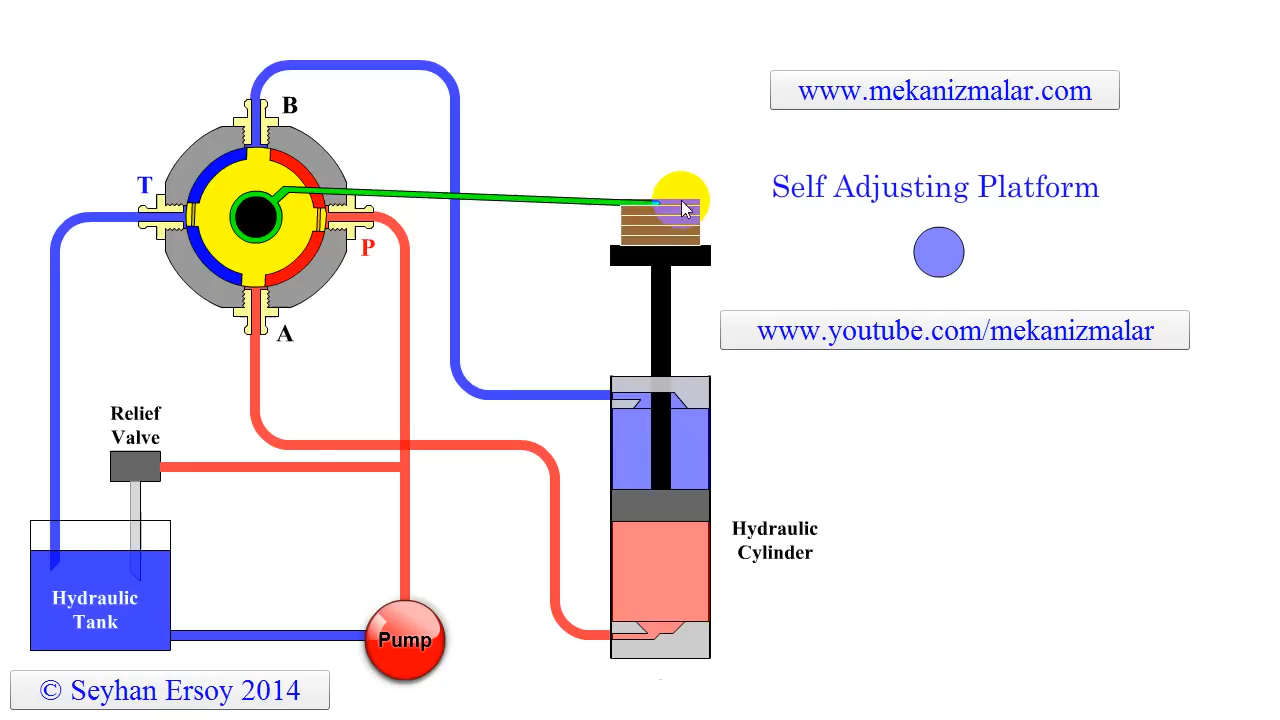 B
www.mekanizmalar.com
T
Self Adjusting Platform
P
A
www.youtube.com/mekanizmalar
Relief
Valve
Hydraulic
Cylinder
Hydraulic
Tank
Pump
© Seyhan Ersoy 2014